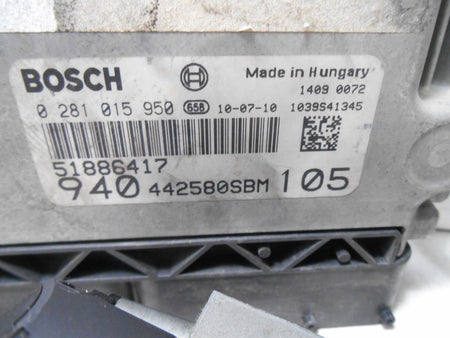 BOSCH Made in Hungary
1409 0072
0 281 015 950 658 10-07-10 1039S41345
51886417
940 442580SBM 105